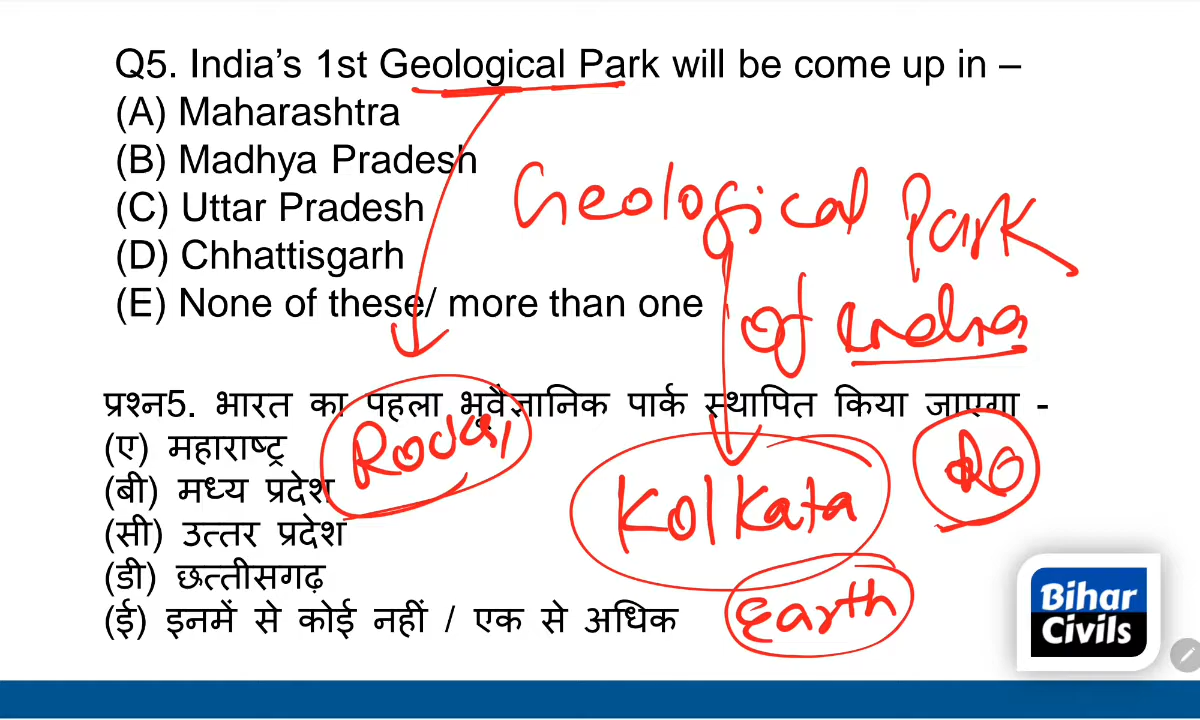 Q5. India's 1st Geological Park will be come up in –
(A) Maharashtra
(B) Madhya Pradesh
(C) Uttar Pradesh
(D) Chhattisgarh
(E) None of these/ more than one
Geological Park
of India
प्रश्न5. भारत का पहला भूवैज्ञानिक पार्क स्थापित किया जाएगा -
(ए) महाराष्ट्र
(बी) मध्य प्रदेश
(सी) उत्तर प्रदेश
(डी) छत्तीसगढ़
(ई) इनमें से कोई नहीं / एक से अधिक
Kolkata
Earth
Bihar
Civils